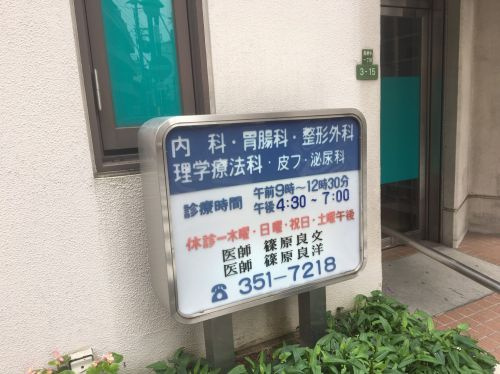 内科・胃腸科・整形外科
理学療法科・皮フ・泌尿科
診療時間 午前9時〜12時30分
午後4:30〜7:00
休診ー木曜・日曜・祝日・土曜午後
医師 篠原良文
医師 篠原良洋
☎ 351-7218
3-15